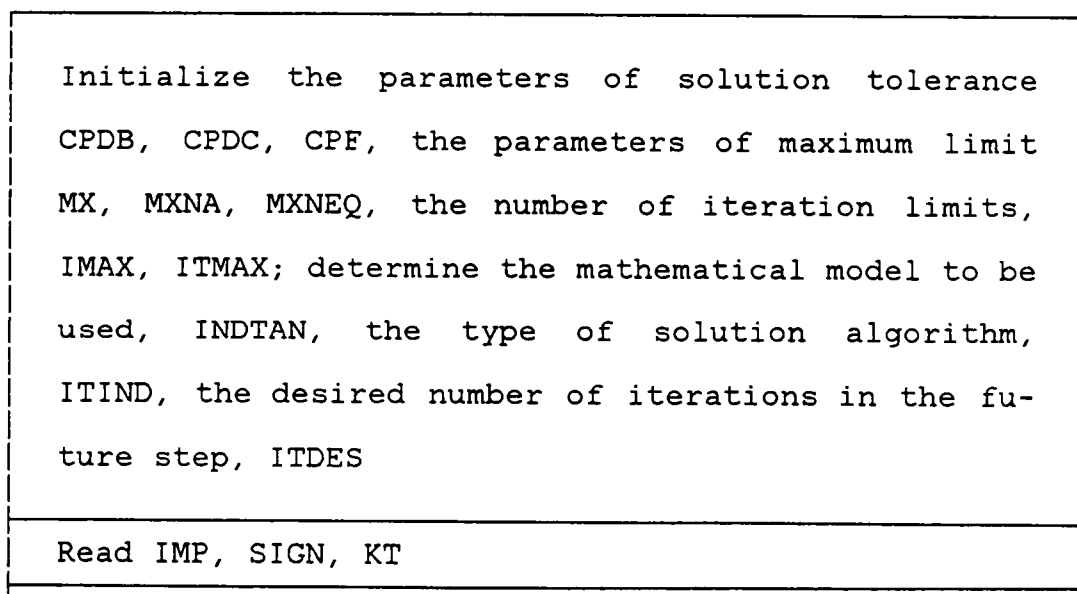 Initialize the parameters of solution tolerance
CPDB, CPDC, CPF, the parameters of maximum limit
MX, MXNA, MXNEQ, the number of iteration limits,
IMAX, ITMAX; determine the mathematical model to be
used, INDTAN, the type of solution algorithm,
ITIND, the desired number of iterations in the fu-
ture step, ITDES
Read IMP, SIGN, KT